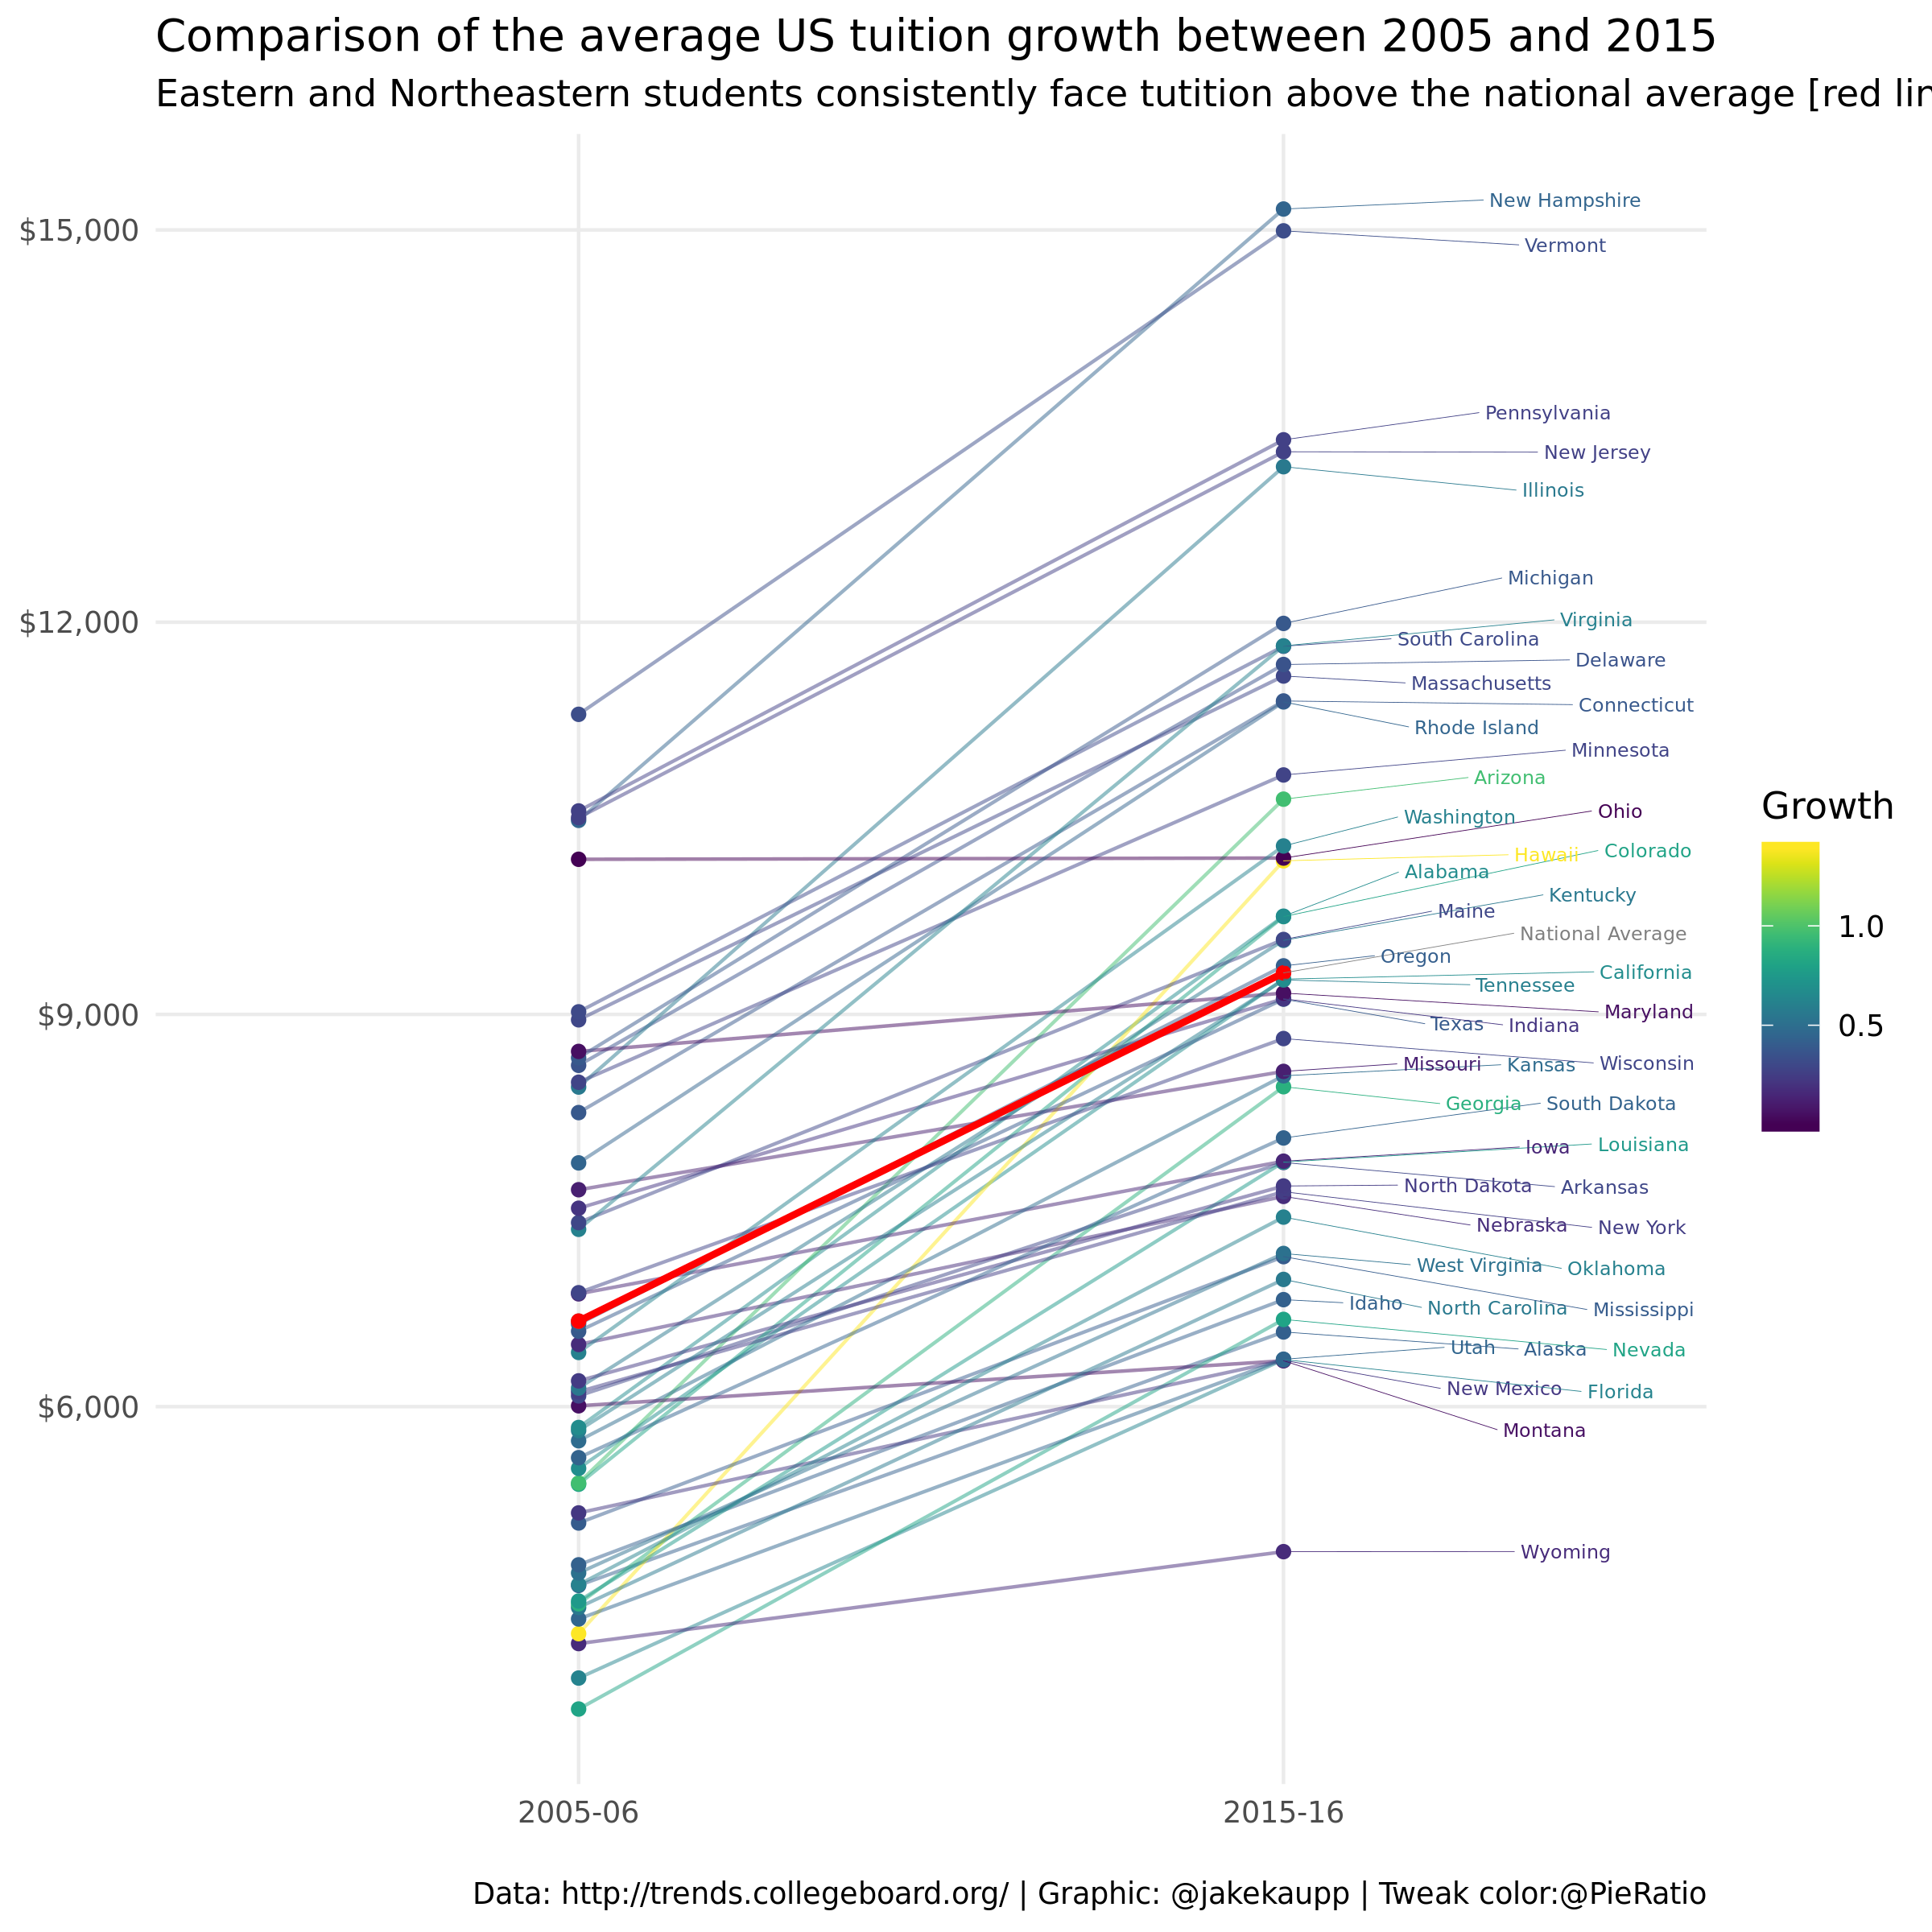 Comparison of the average US tuition growth between 2005 and 2015
Eastern and Northeastern students consistently face tutition above the national average [red lin
$15,000
$12,000
$9,000
$6,000
New Hampshire
Vermont
Pennsylvania
New Jersey
Illinois
Michigan
Virginia
South Carolina
Delaware
Massachusetts
Connecticut
Rhode Island
Minnesota
Arizona
Ohio
Washington
Hawaii
Colorado
Alabama
Kentucky
Maine
National Average
Oregon
California
Tennessee
Maryland
Texas
Indiana
Wisconsin
Missouri
Kansas
Georgia
South Dakota
Iowa
Louisiana
North Dakota
Arkansas
Nebraska
New York
West Virginia
Oklahoma
Idaho
North Carolina
Mississippi
Utah
Alaska
Nevada
New Mexico
Florida
Montana
Wyoming
Growth
1.0
0.5
2005-06
2015-16
Data: http://trends.collegeboard.org/ | Graphic: @jakekaupp | Tweak color:@PieRatio